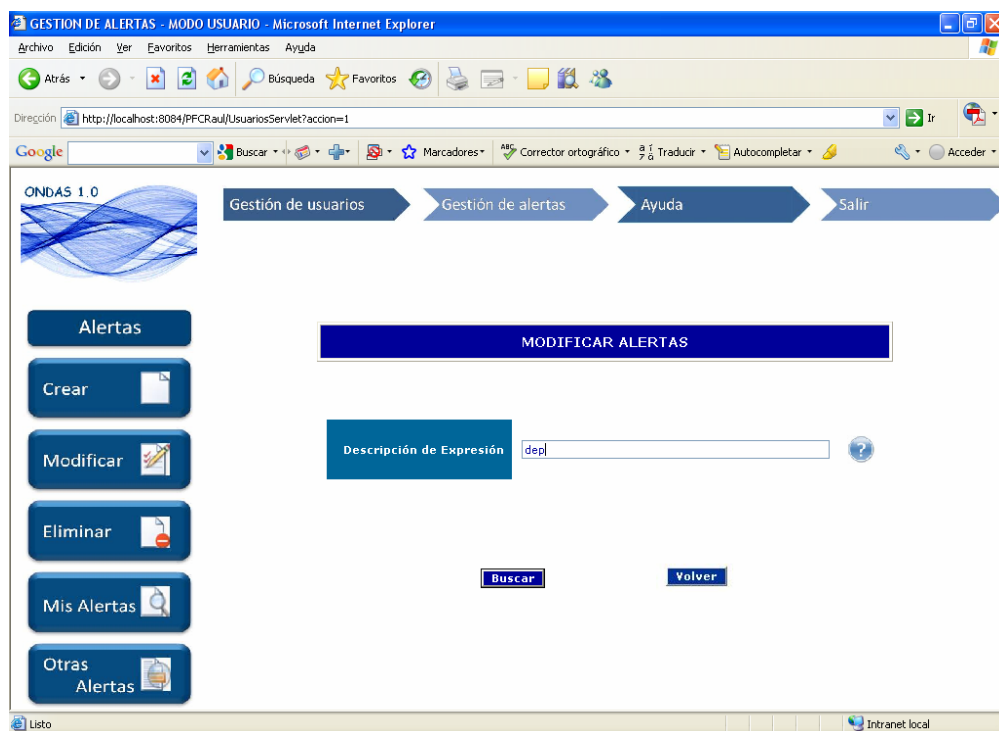 GESTION DE ALERTAS - MODO USUARIO - Microsoft Internet Explorer
Archivo Edición Ver Favoritos Herramientas Ayuda
Atrás Búsqueda Favoritos
Dirección http://localhost:8084/PFCRaul/UsuariosServlet?accion=1 Ir
Google Buscar Marcadores Corrector ortográfico Traducir Autocompletar Acceder
ONDAS 1.0
Gestión de usuarios Gestión de alertas Ayuda Salir
Alertas
MODIFICAR ALERTAS
Crear
Descripción de Expresión dep ?
Modificar
Eliminar
Buscar Volver
Mis Alertas
Otras
Alertas
Listo Intranet local